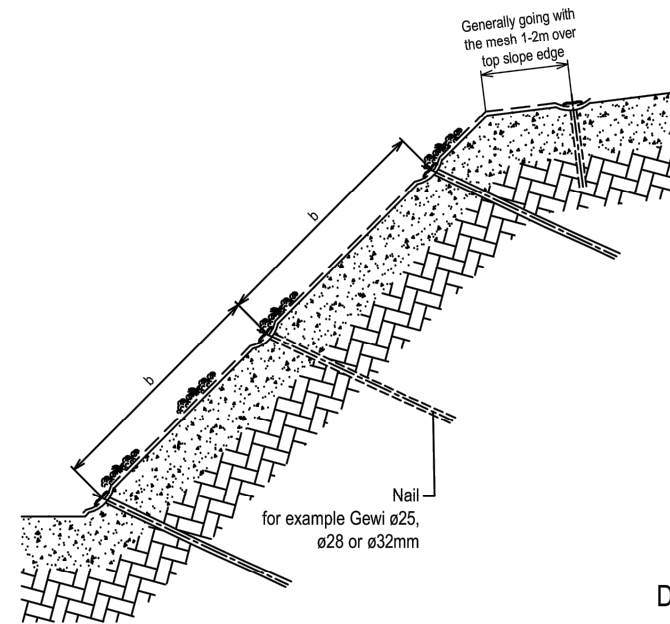 Generally going with
the mesh 1-2m over
top slope edge
b
b
Nail
for example Gewi ø25,
ø28 or ø32mm
D